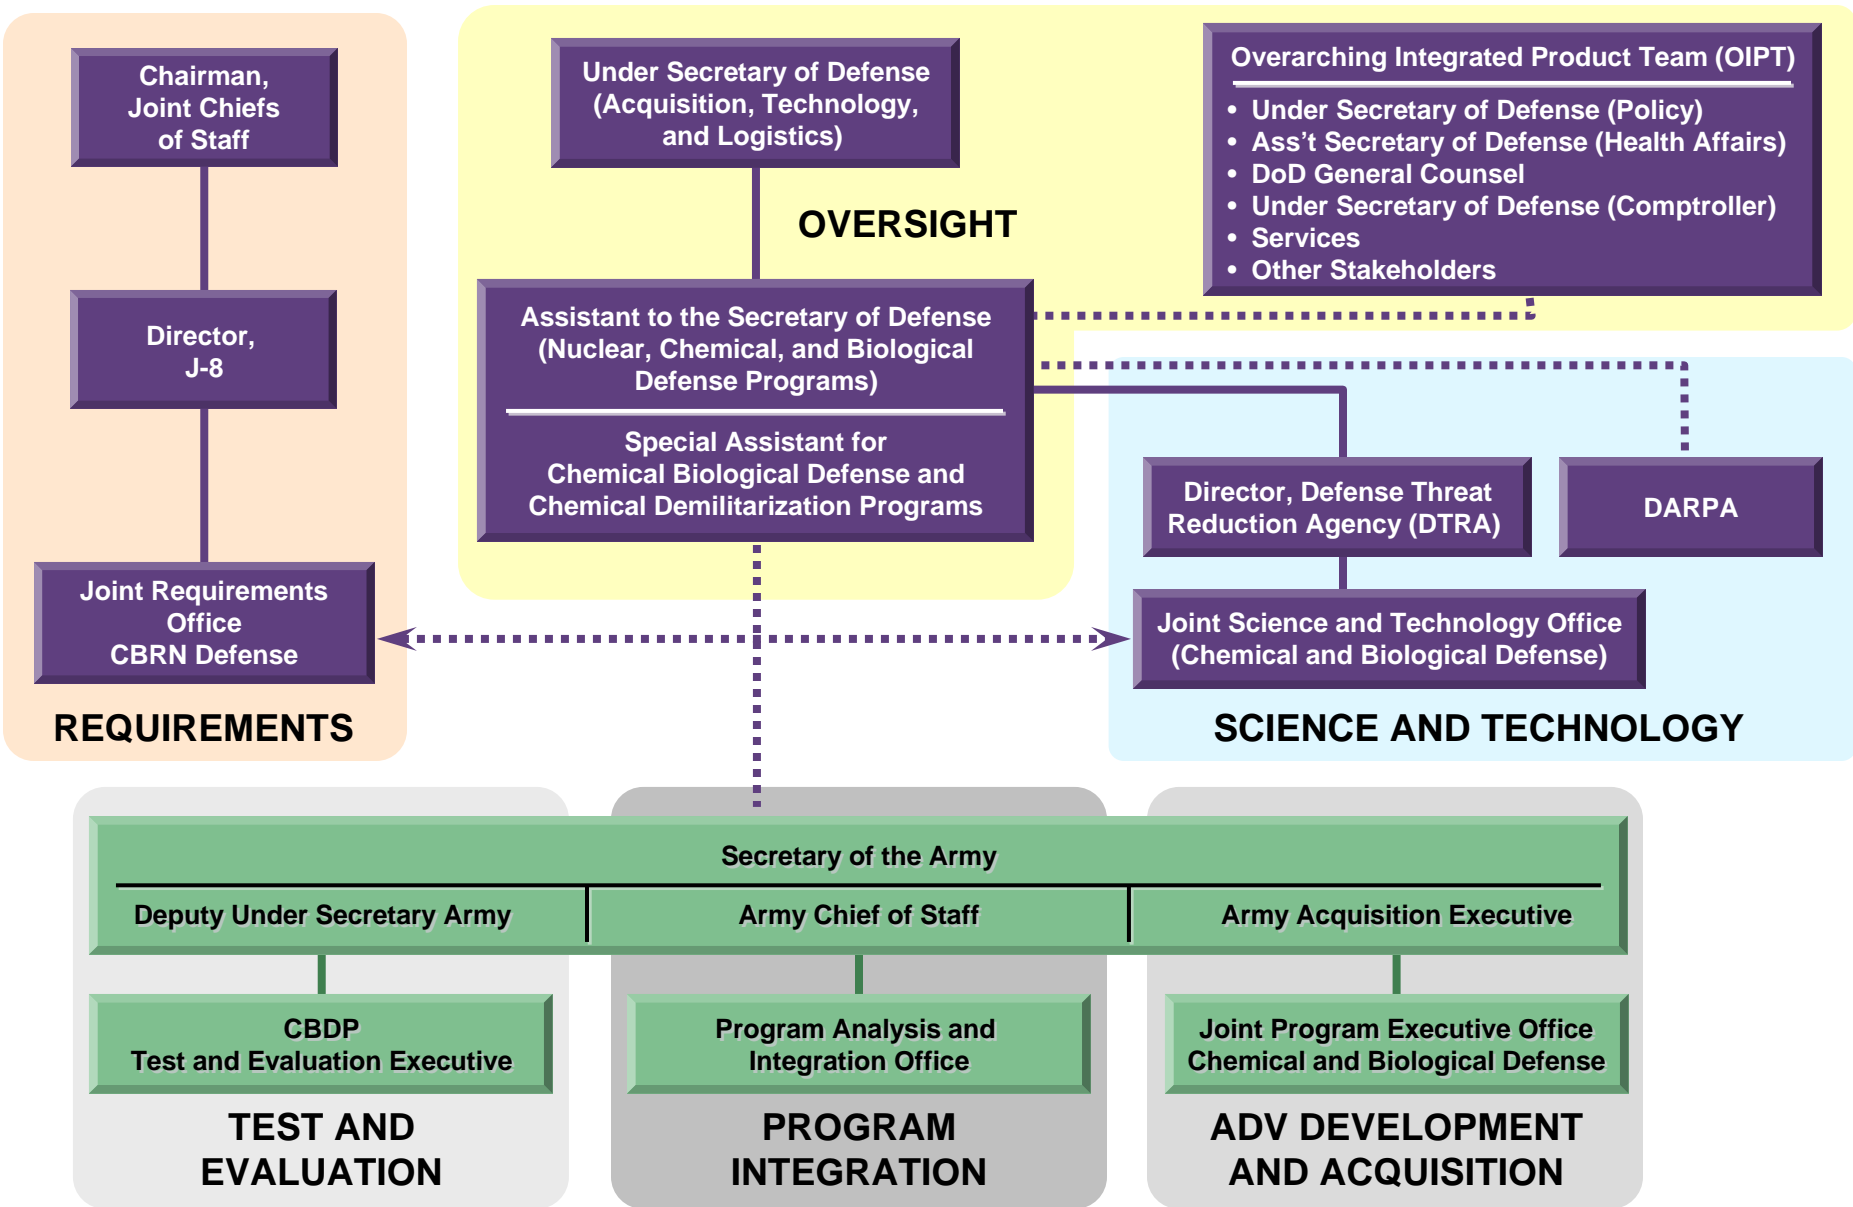 Chairman,
Joint Chiefs
of Staff
Director,
J-8
Joint Requirements
Office
CBRN Defense
REQUIREMENTS
Under Secretary of Defense
(Acquisition, Technology,
and Logistics)
OVERSIGHT
Assistant to the Secretary of Defense
(Nuclear, Chemical, and Biological
Defense Programs)
Special Assistant for
Chemical Biological Defense and
Chemical Demilitarization Programs
Overarching Integrated Product Team (OIPT)
• Under Secretary of Defense (Policy)
• Ass’t Secretary of Defense (Health Affairs)
• DoD General Counsel
• Under Secretary of Defense (Comptroller)
• Services
• Other Stakeholders
Director, Defense Threat
Reduction Agency (DTRA)
DARPA
Joint Science and Technology Office
(Chemical and Biological Defense)
SCIENCE AND TECHNOLOGY
Secretary of the Army
Deputy Under Secretary Army
Army Chief of Staff
Army Acquisition Executive
CBDP
Test and Evaluation Executive
TEST AND
EVALUATION
Program Analysis and
Integration Office
PROGRAM
INTEGRATION
Joint Program Executive Office
Chemical and Biological Defense
ADV DEVELOPMENT
AND ACQUISITION